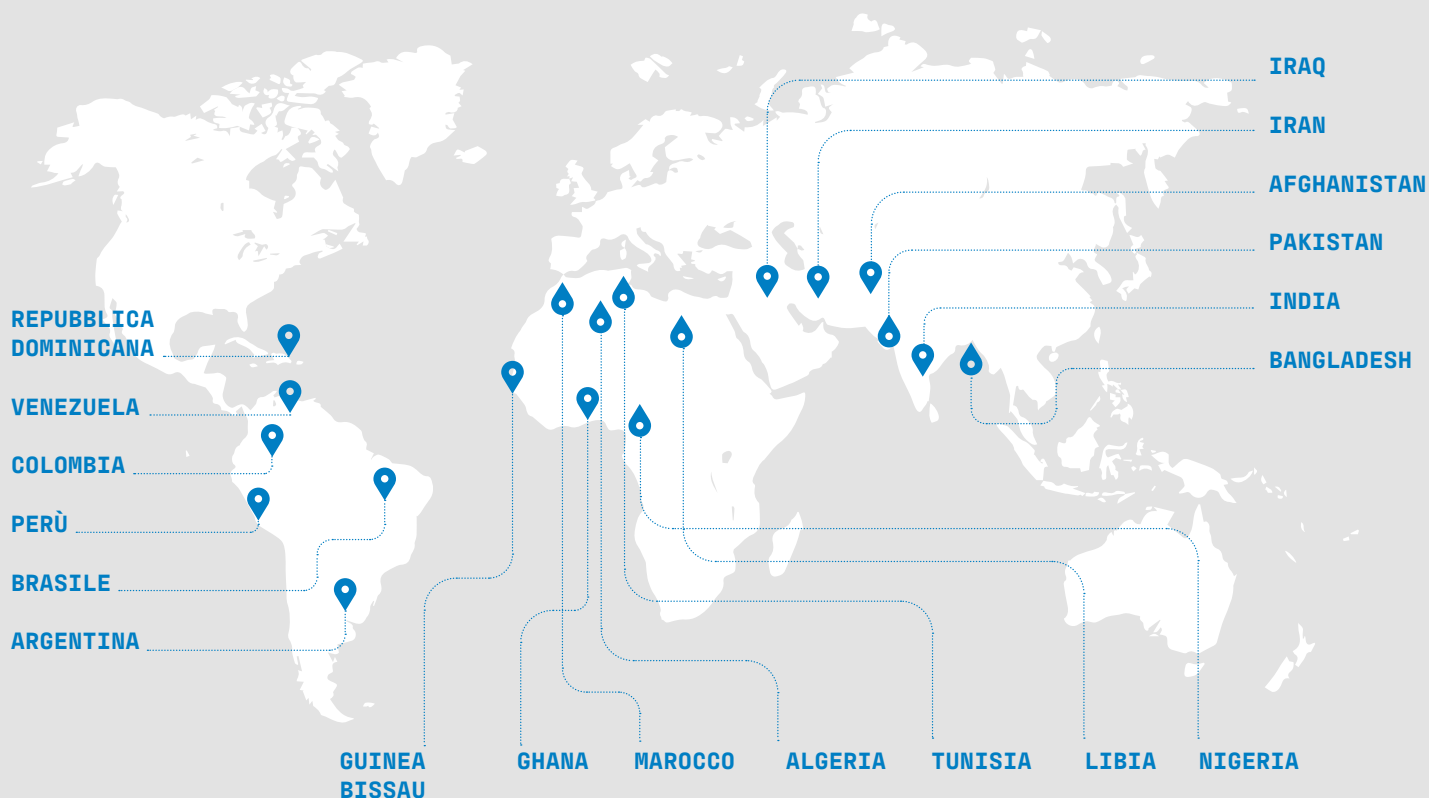 IRAQ
IRAN
AFGHANISTAN
PAKISTAN
INDIA
BANGLADESH
REPUBBLICA
DOMINICANA
VENEZUELA
COLOMBIA
PERÙ
BRASILE
ARGENTINA
GUINEA
BISSAU
GHANA
MAROCCO
ALGERIA
TUNISIA
LIBIA
NIGERIA